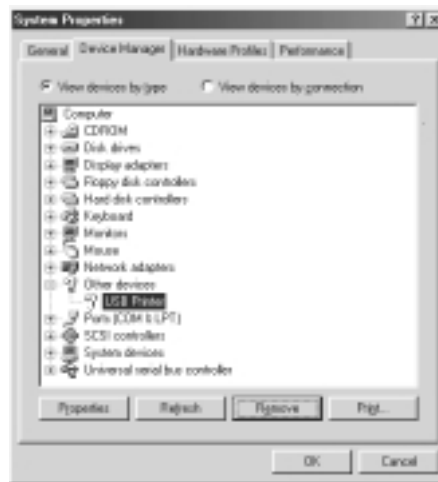 System Properties
General Device Manager Hardware Profiles Performance
View devices by type View devices by connection
Computer
CDROM
Disk drives
Display adapters
Floppy disk controllers
Hard disk controllers
Keyboard
Monitors
Mouse
Network adapters
Other devices
USB Printer
Ports (COM & LPT)
SCSI controllers
System devices
Universal serial bus controller
Properties Refresh Remove Print...
OK Cancel